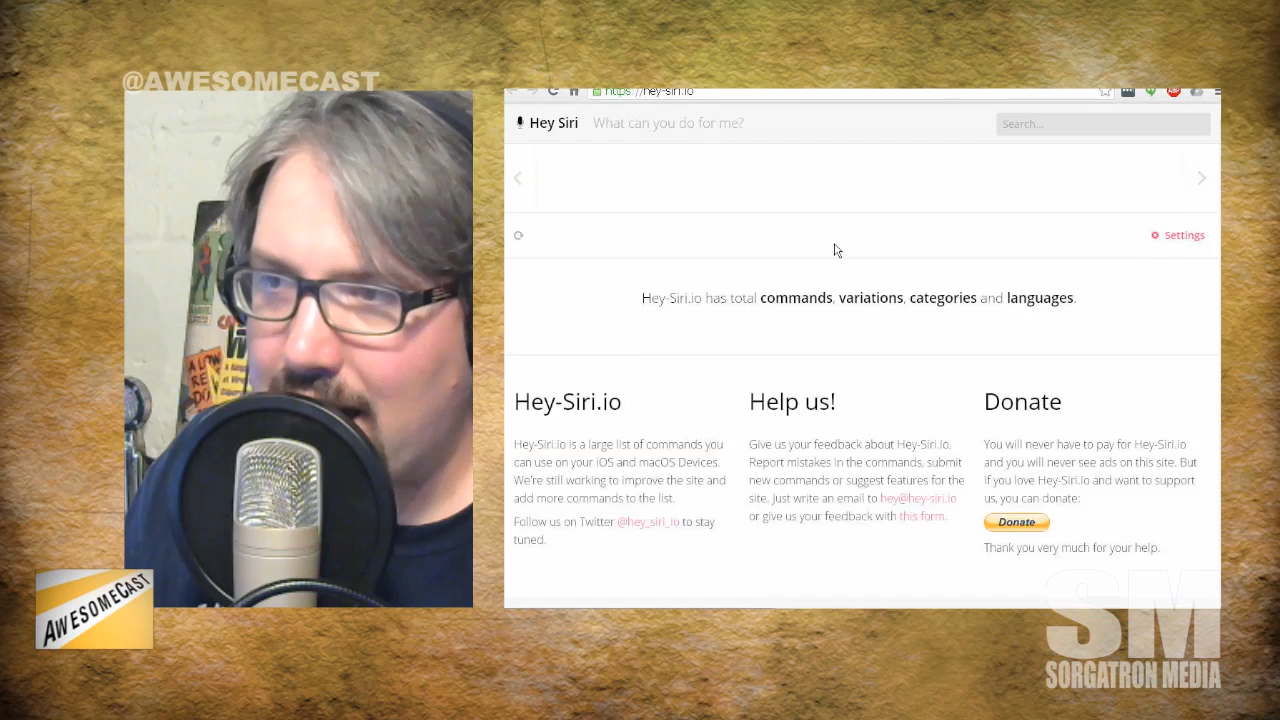 @AWESOMECAST
https://hey-siri.io
Hey Siri
What can you do for me?
Search...
Settings
Hey-Siri.io has total commands, variations, categories and languages.
Hey-Siri.io
Hey-Siri.io is a large list of commands you
can use on your iOS and macOS Devices.
We're still working to improve the site and
add more commands to the list.
Follow us on Twitter @hey_siri_io to stay
tuned.
Help us!
Give us your feedback about Hey-Siri.io.
Report mistakes in the commands, submit
new commands or suggest features for the
site. Just write an email to hey@hey-siri.io
or give us your feedback with this form.
Donate
You will never have to pay for Hey-Siri.io
and you will never see ads on this site. But
if you love Hey-Siri.io and want to support
us, you can donate:
Donate
Thank you very much for your help.
A LOW
RE
DO
AWESOMECAST
SM
SORGATRON MEDIA